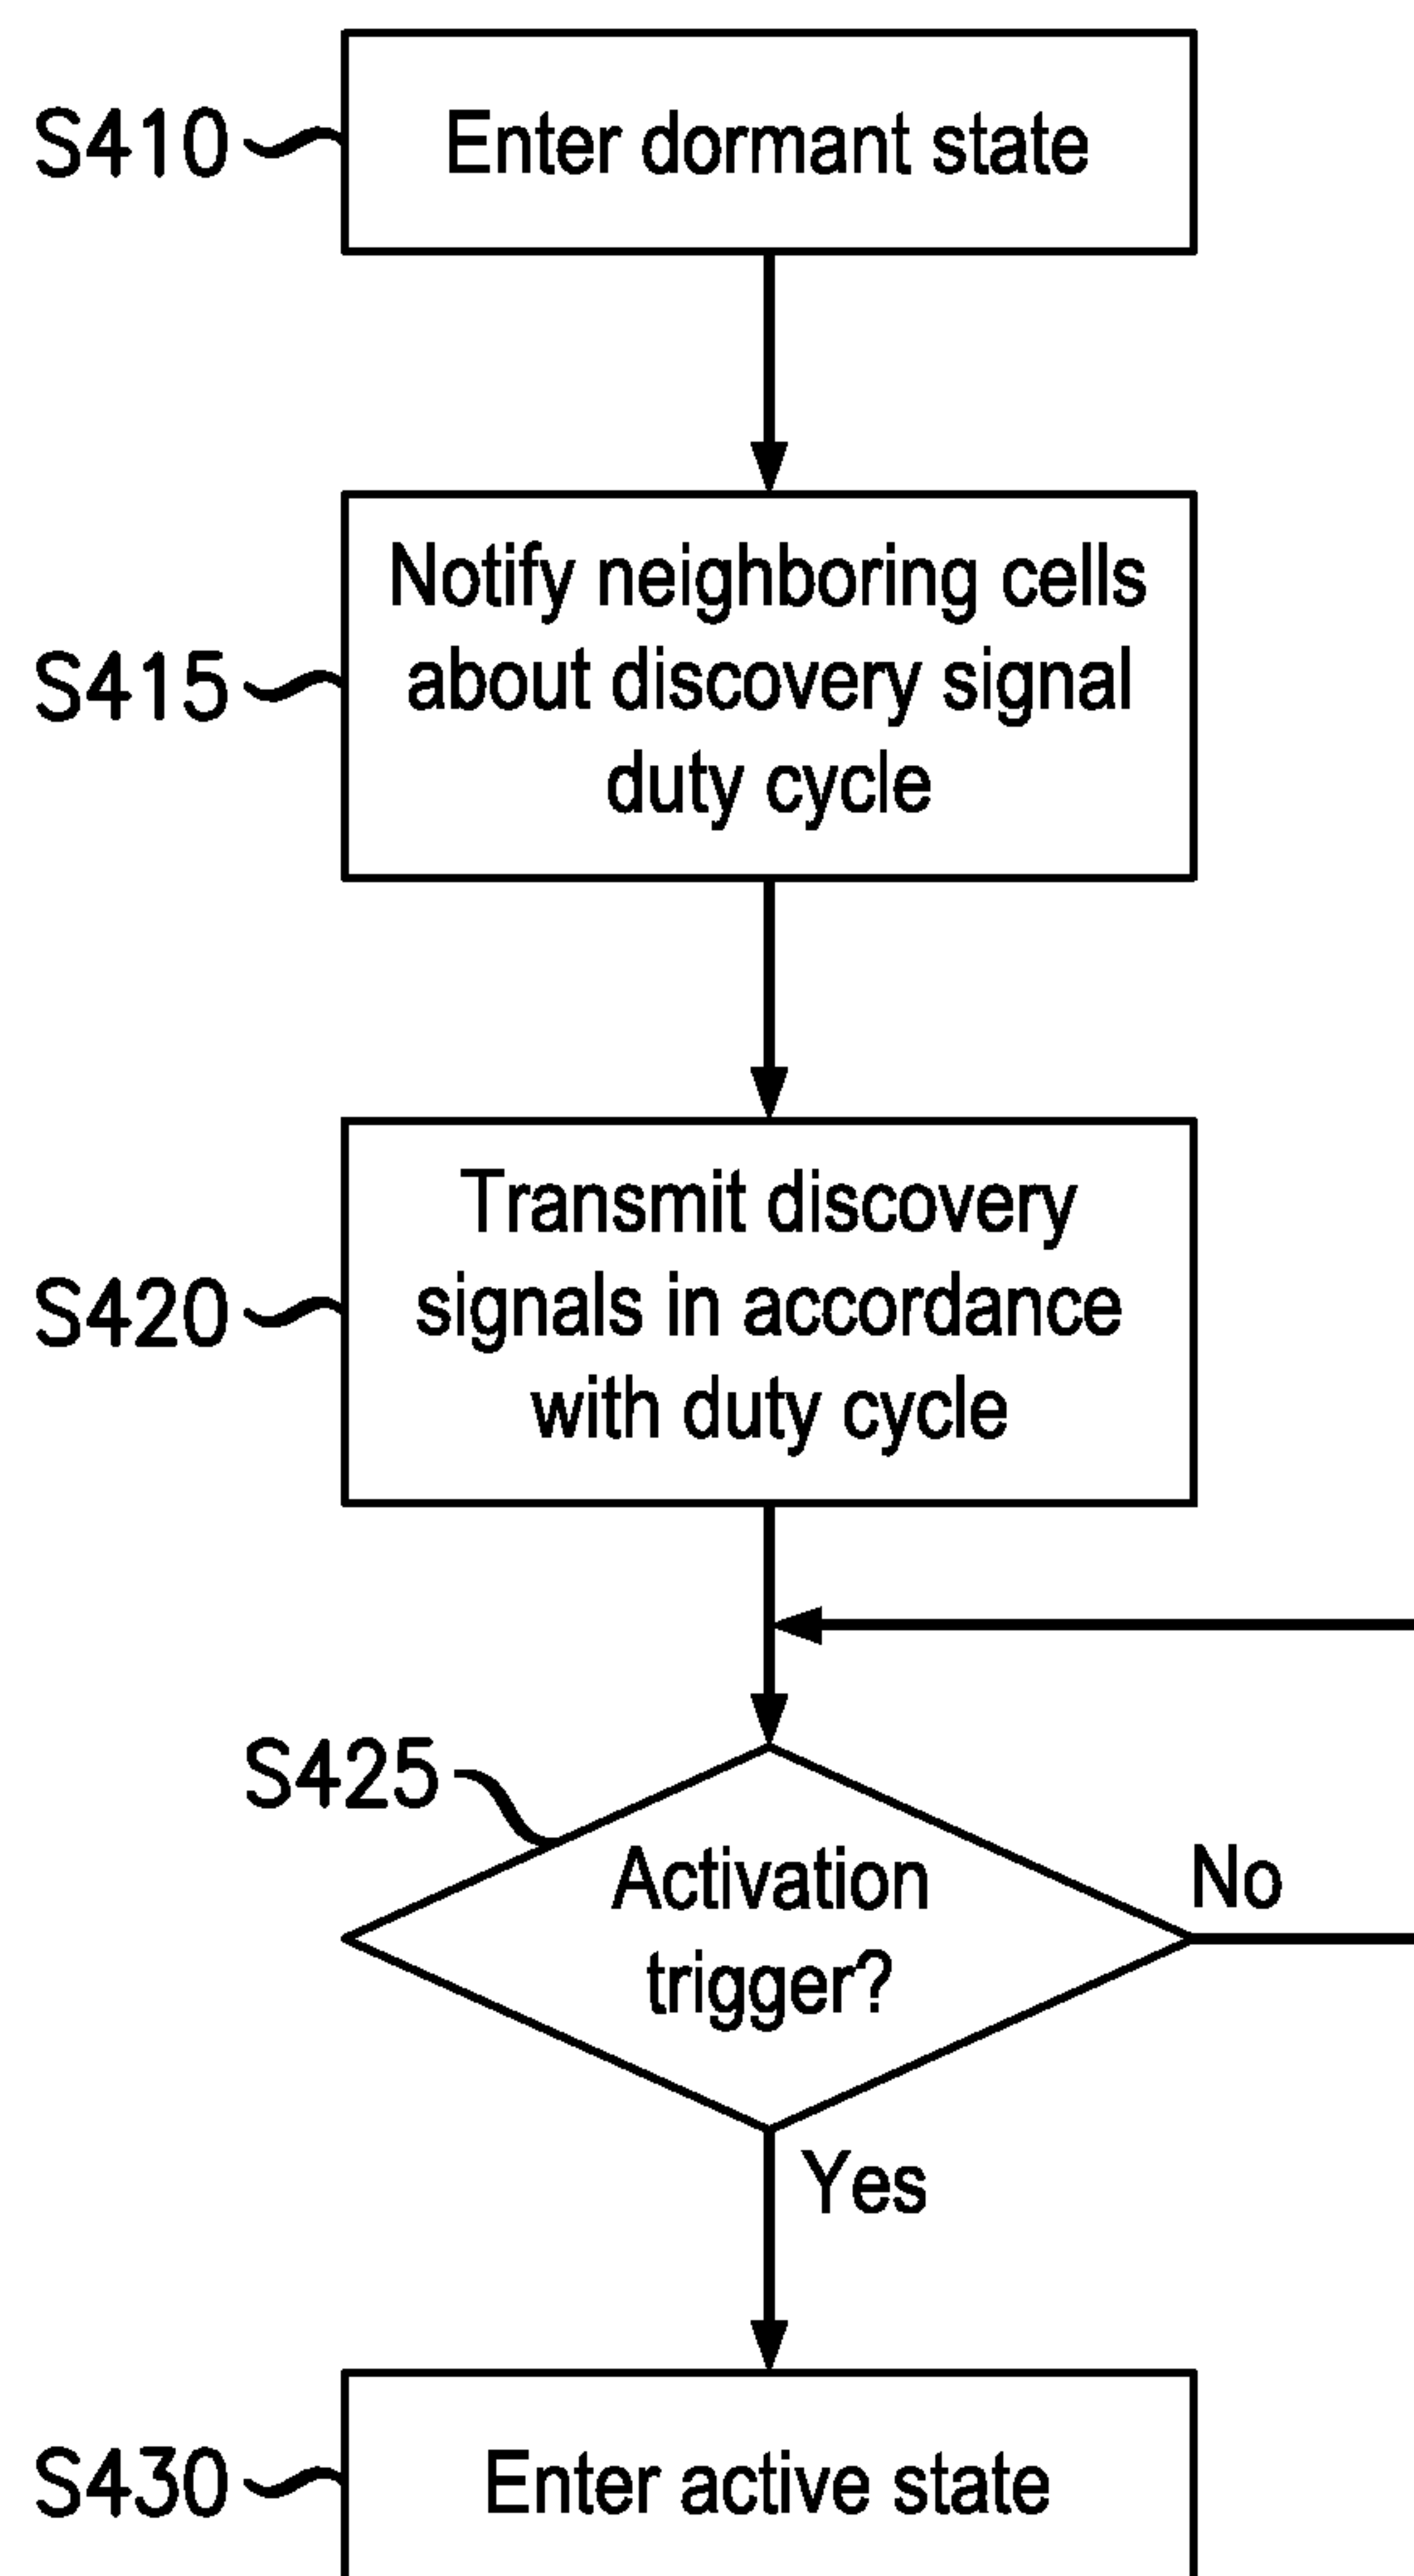 S410
Enter dormant state
S415
Notify neighboring cells
about discovery signal
duty cycle
S420
Transmit discovery
signals in accordance
with duty cycle
S425
Activation
trigger?
No
Yes
S430
Enter active state